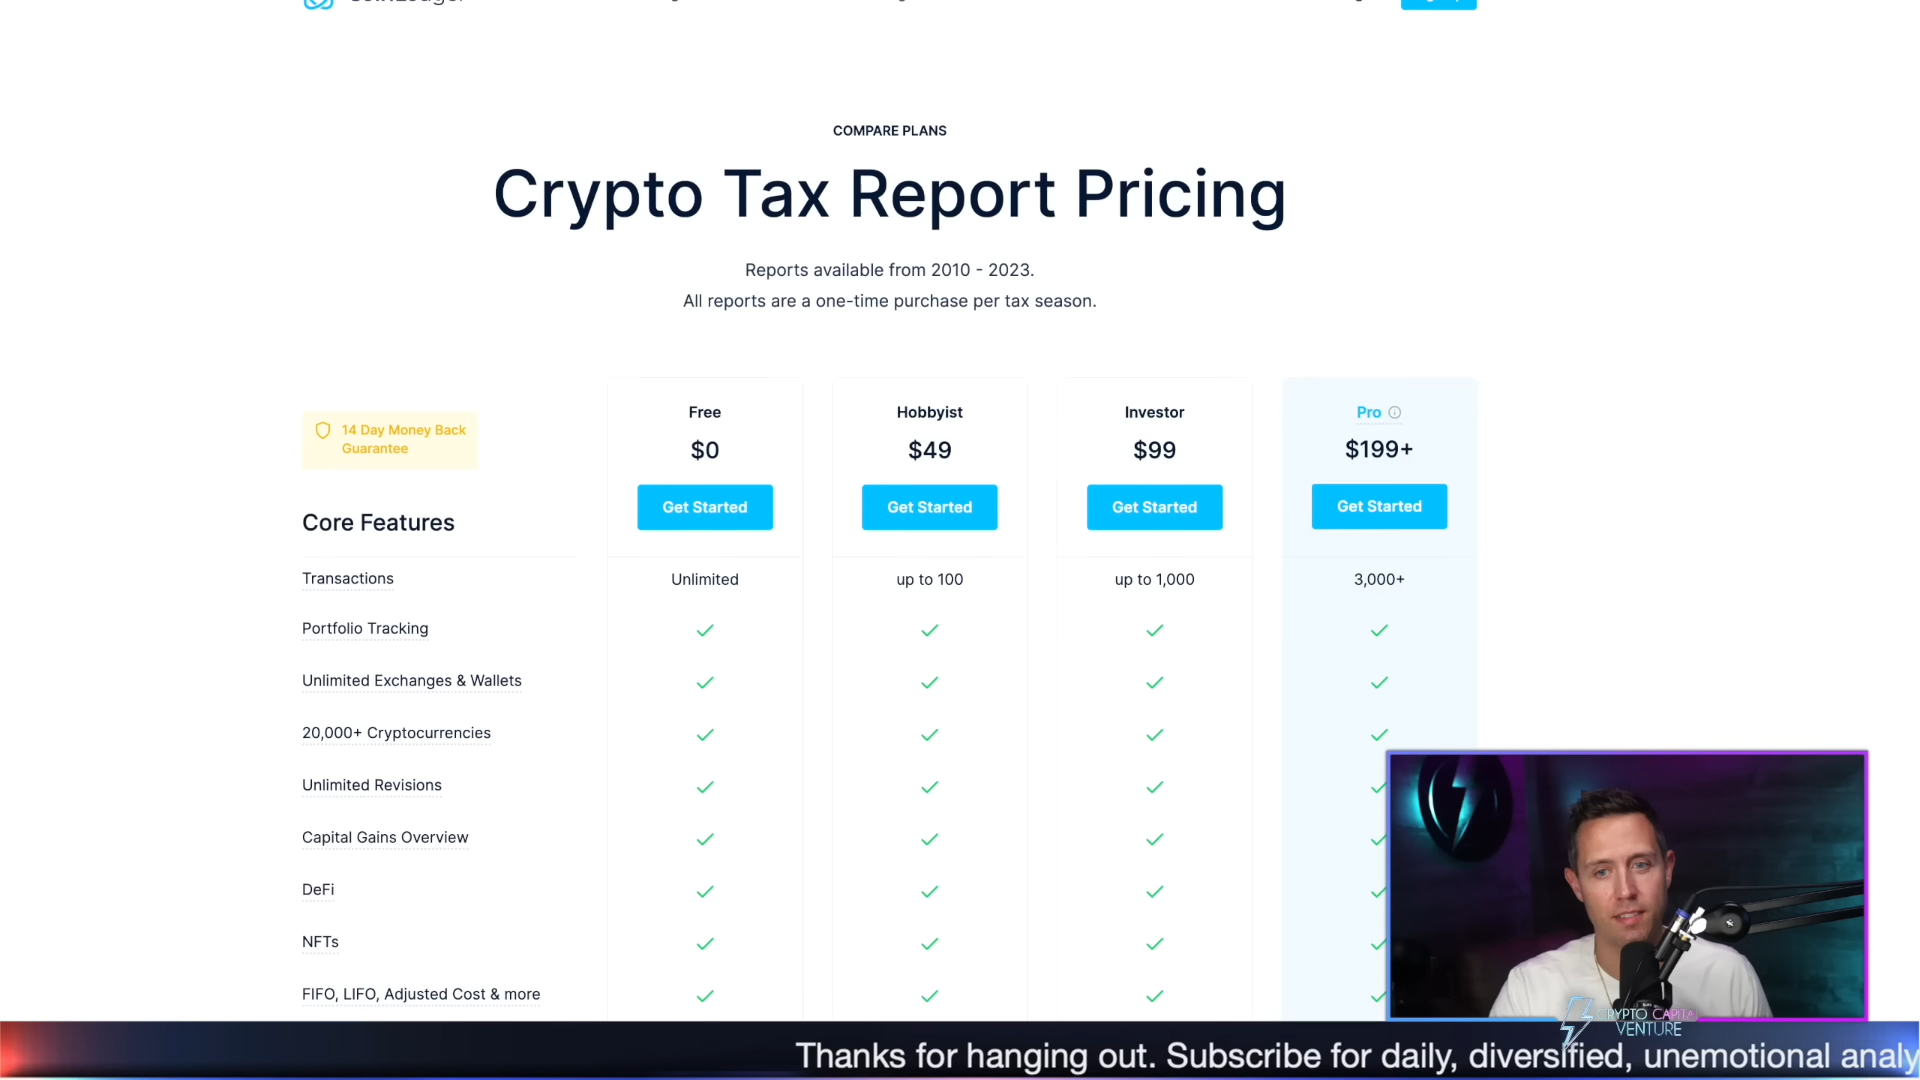 COMPARE PLANS
Crypto Tax Report Pricing
Reports available from 2010 - 2023.
All reports are a one-time purchase per tax season.
14 Day Money Back
Guarantee
Free
$0
Get Started
Hobbyist
$49
Get Started
Investor
$99
Get Started
Pro
$199+
Get Started
Core Features
Transactions Unlimited up to 100 up to 1,000 3,000+
Portfolio Tracking
Unlimited Exchanges & Wallets
20,000+ Cryptocurrencies
Unlimited Revisions
Capital Gains Overview
DeFi
NFTs
FIFO, LIFO, Adjusted Cost & more
CRYPTO CAPITAL
VENTURE
Thanks for hanging out. Subscribe for daily, diversified, unemotional analy